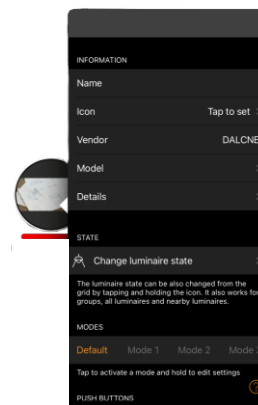 INFORMATION
Name
Icon Tap to set
Vendor DALCNE
Model
Details
STATE
Change luminaire state
The luminaire state can be also changed from the
grid by tapping and holding the icon. It also works for
groups, all luminaires and nearby luminaires.
MODES
Default Mode 1 Mode 2 Mode 3
Tap to activate a mode and hold to edit settings
?
PUSH BUTTONS